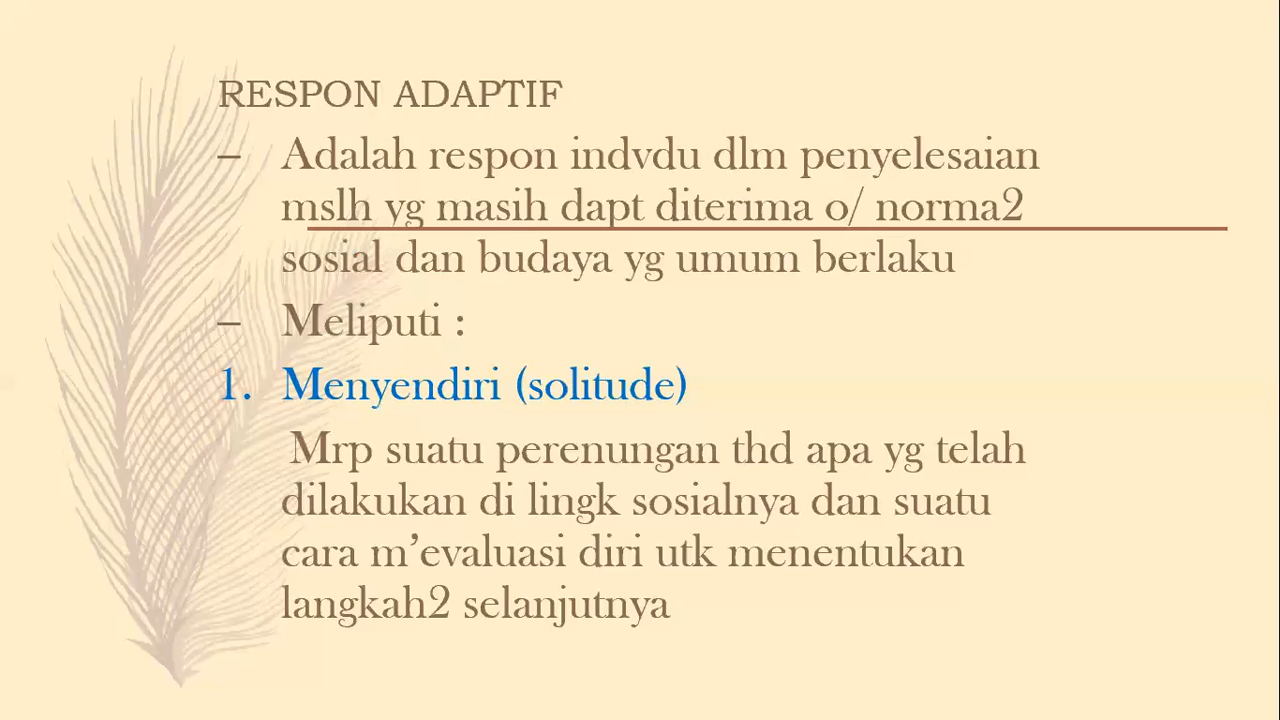 RESPON ADAPTIF
– Adalah respon indvdu dlm penyelesaian
mslh yg masih dapt diterima o/ norma2
sosial dan budaya yg umum berlaku
– Meliputi :
1. Menyendiri (solitude)
Mrp suatu perenungan thd apa yg telah
dilakukan di lingk sosialnya dan suatu
cara m’evaluasi diri utk menentukan
langkah2 selanjutnya